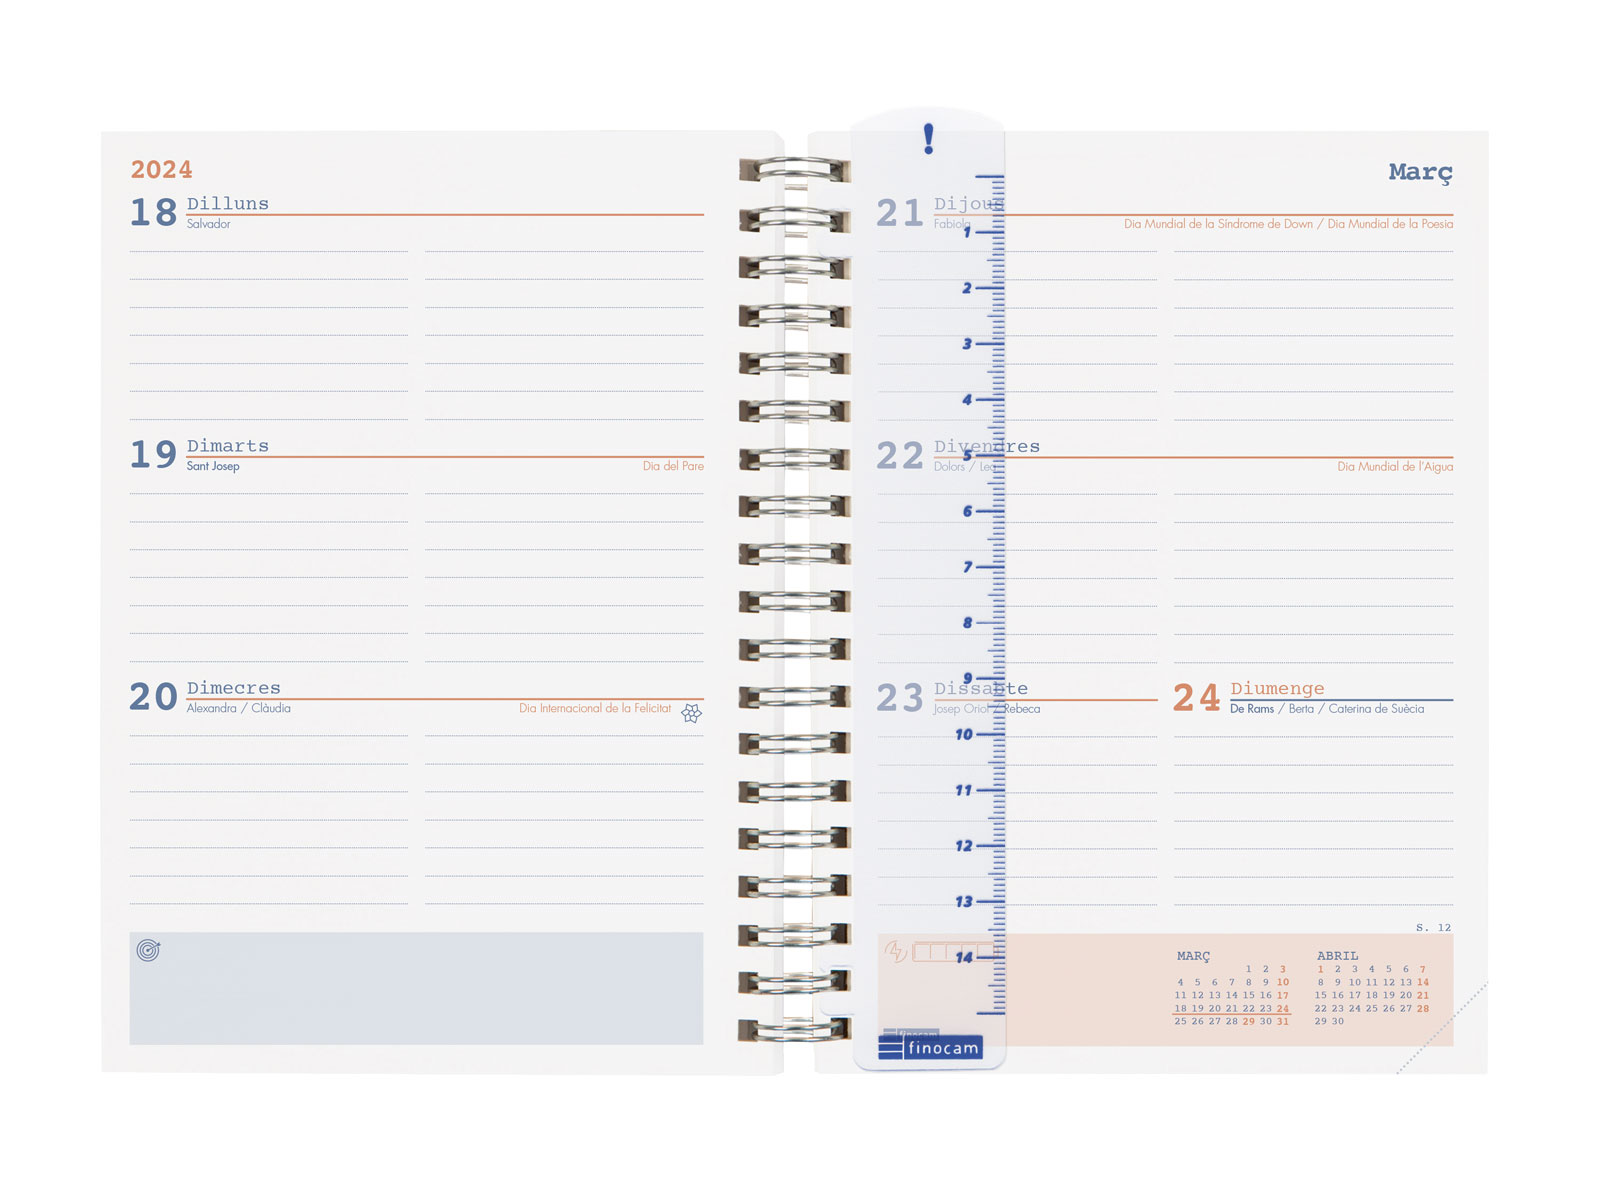 2024
18 Dilluns
Salvador
19 Dimarts
Sant Josep
Dia del Pare
20 Dimecres
Alexandra / Clàudia
Dia Internacional de la Felicitat
Març
21 Dijous
Fabiola
Dia Mundial de la Síndrome de Down / Dia Mundial de la Poesia
22 Divendres
Dolors / Lea
Dia Mundial de l'Aigua
23 Dissabte
Josep Oriol / Rebeca
24 Diumenge
De Rams / Berta / Caterina de Suècia
!
1
2
3
4
5
6
7
8
9
10
11
12
13
14
finocam
finocam
S. 12
MARÇ
1 2 3
4 5 6 7 8 9 10
11 12 13 14 15 16 17
18 19 20 21 22 23 24
25 26 27 28 29 30 31
ABRIL
1 2 3 4 5 6 7
8 9 10 11 12 13 14
15 16 17 18 19 20 21
22 23 24 25 26 27 28
29 30